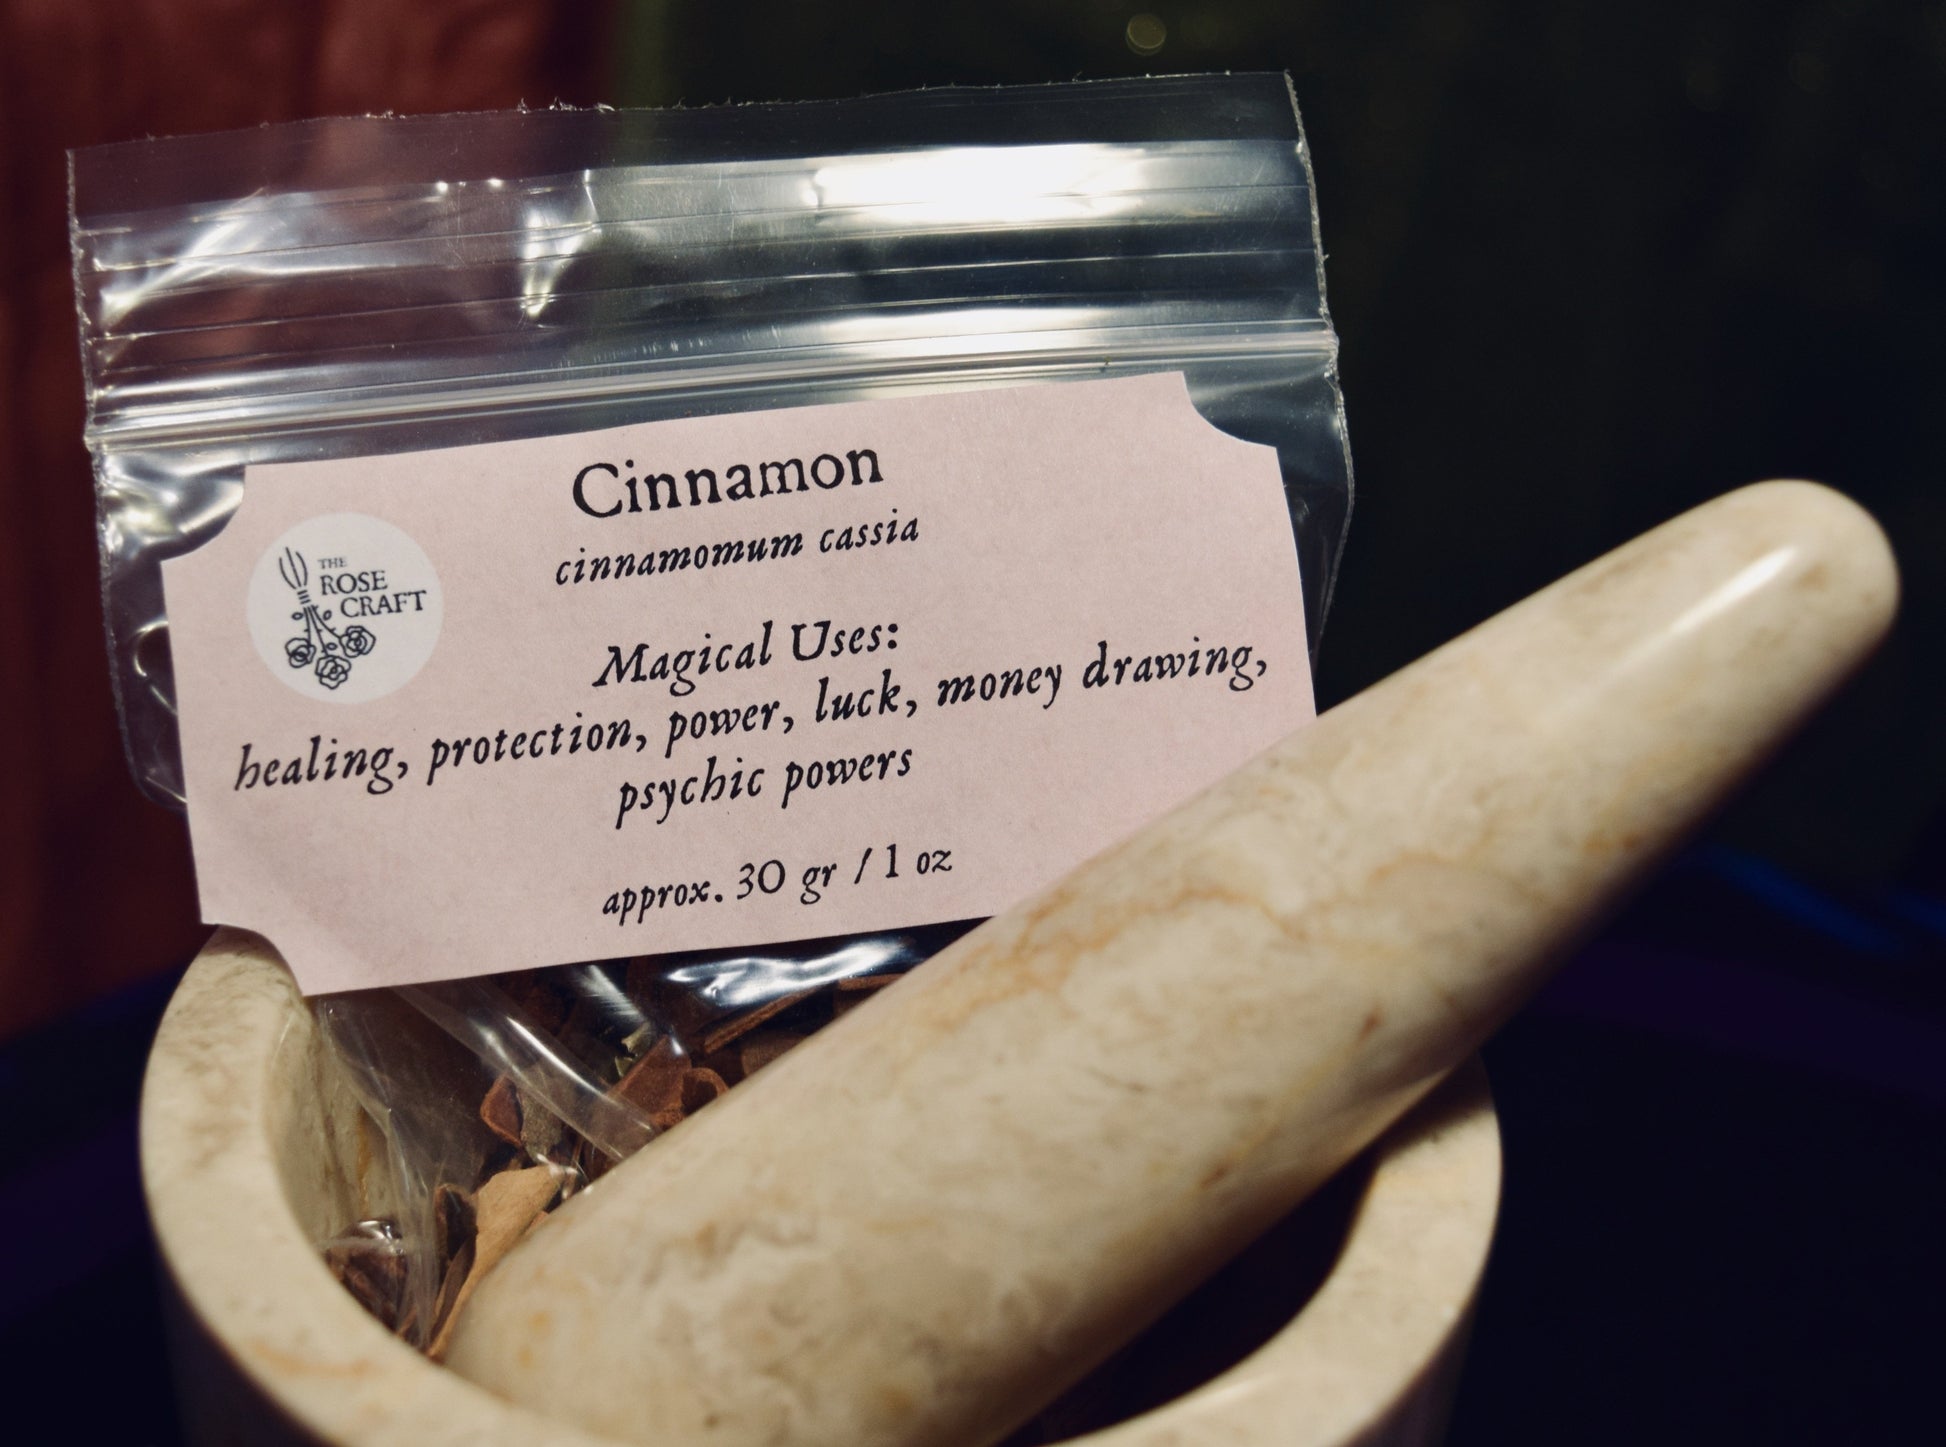 Cinnamon
cinnamomum cassia
THE
ROSE
CRAFT
Magical Uses:
healing, protection, power, luck, money drawing,
psychic powers
approx. 30 gr / 1 oz